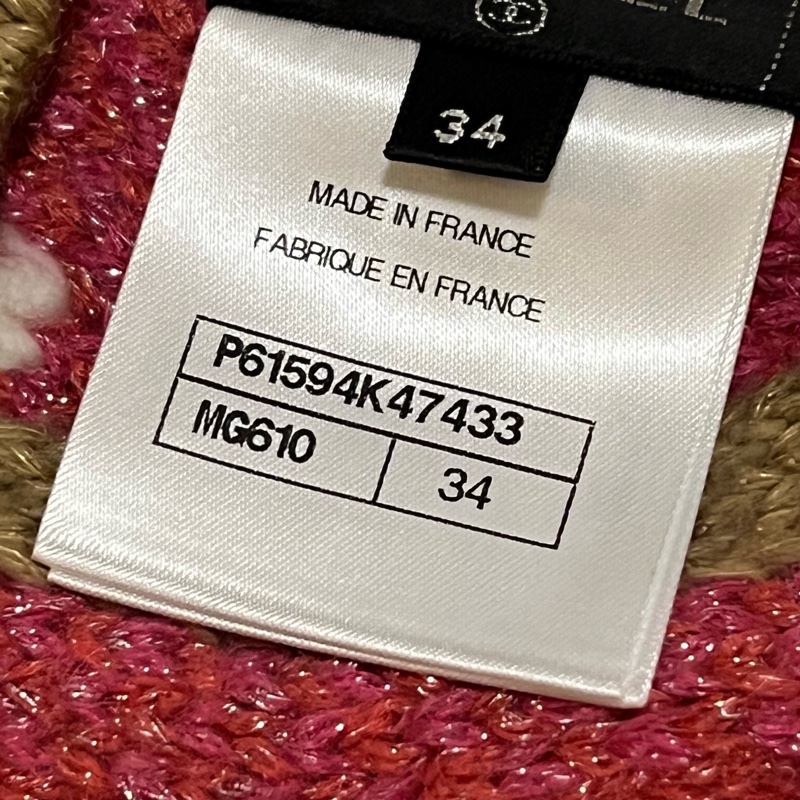 34
MADE IN FRANCE
FABRIQUE EN FRANCE
P61594K47433
MG610 34